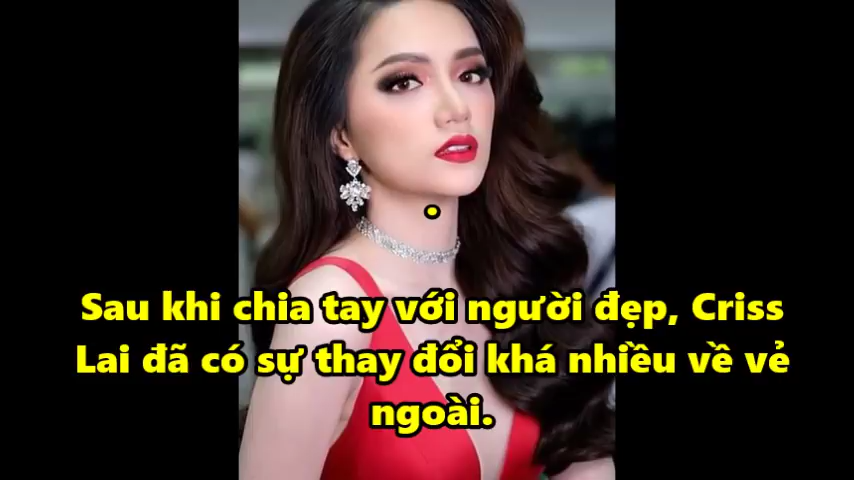 Sau khi chia tay với người đẹp, Criss
Lai đã có sự thay đổi khá nhiều về vẻ
ngoài.